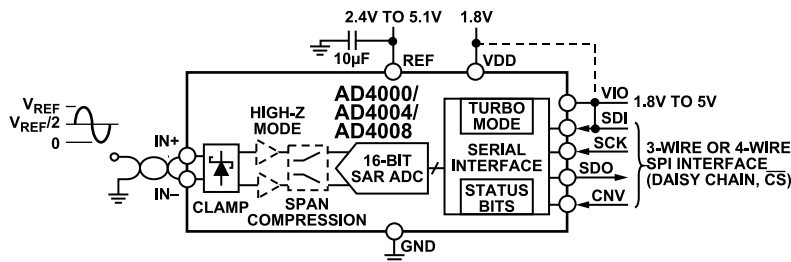 2.4V TO 5.1V
1.8V
10µF
REF
VDD
AD4000/
AD4004/
AD4008
VIO
1.8V TO 5V
TURBO
MODE
SDI
HIGH-Z
MODE
VREF
VREF/2
0
IN+
IN–
16-BIT
SAR ADC
SERIAL
INTERFACE
SCK
SDO
CNV
3-WIRE OR 4-WIRE
SPI INTERFACE
(DAISY CHAIN, C̅S̅)
STATUS
BITS
CLAMP
SPAN
COMPRESSION
GND